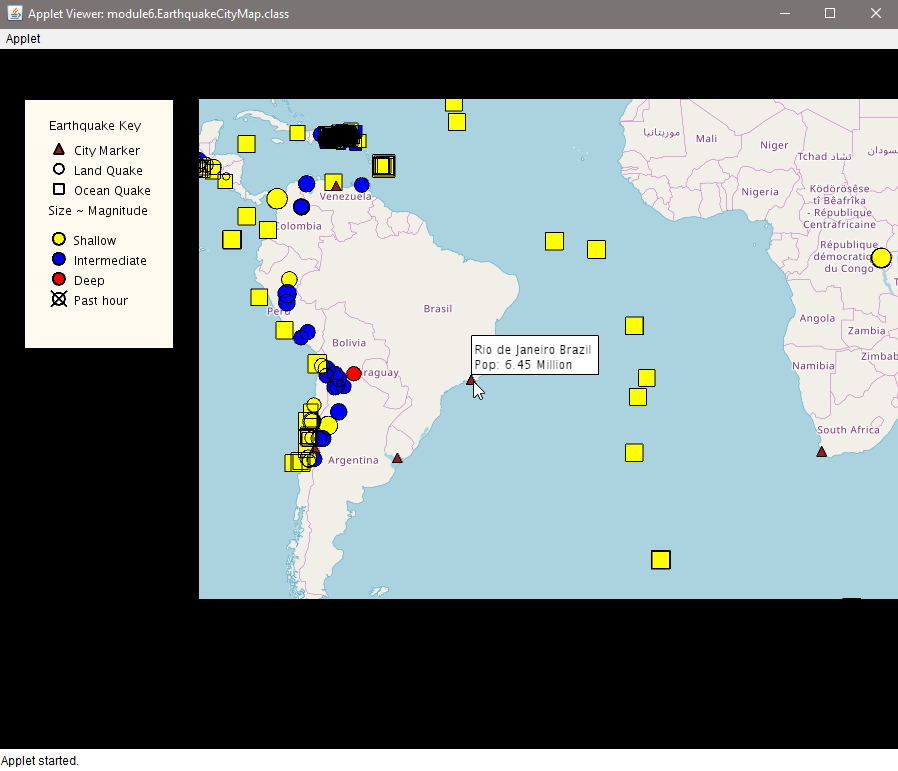 Applet Viewer: module6.EarthquakeCityMap.class
Applet
Earthquake Key
City Marker
Land Quake
Ocean Quake
Size ~ Magnitude
Shallow
Intermediate
Deep
Past hour
موريتانيا
Mali
Niger
Tchad تشاد
السودان
Nigeria
Ködörösêse
tî Bêafrîka
- République
Centrafricaine
République
démocratique
du Congo
Angola
Zambia
Zimbab
Namibia
South Africa
Venezuela
Colombia
Perú
Brasil
Bolivia
Paraguay
Argentina
Rio de Janeiro Brazil
Pop: 6.45 Million
Applet started.